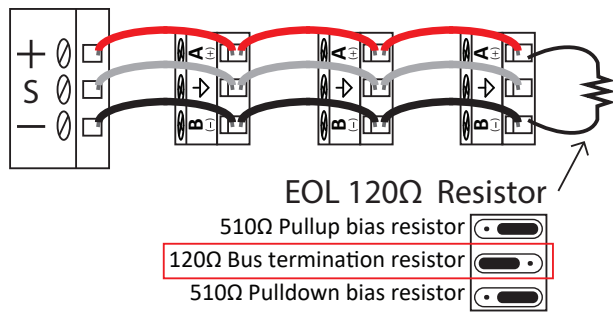 +
S
−
A (+)
B (−)
A (+)
B (−)
A (+)
B (−)
EOL 120Ω Resistor
510Ω Pullup bias resistor
120Ω Bus termination resistor
510Ω Pulldown bias resistor